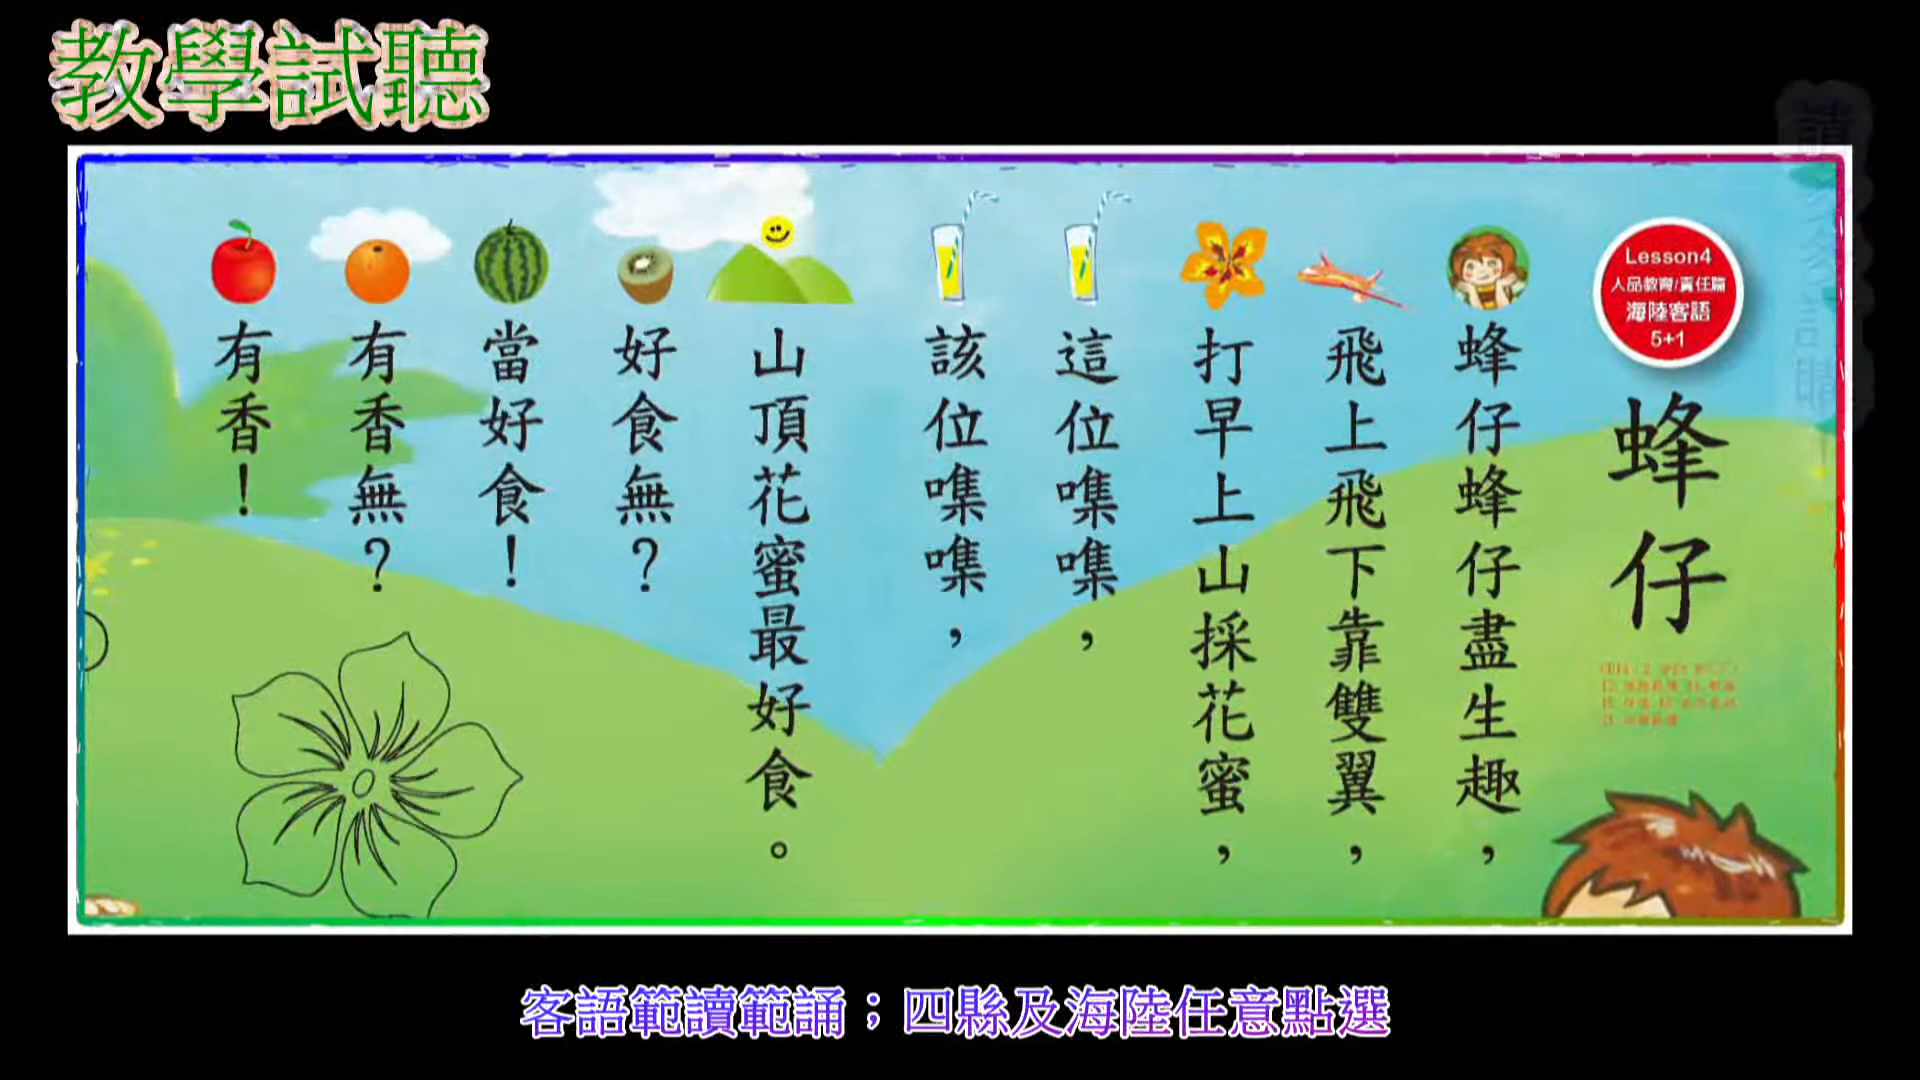 教學試聽
Lesson4
人品教育/責任篇
海陸客語
5+1
蜂仔
蜂仔蜂仔盡生趣，
飛上飛下靠雙翼，
打早上山採花蜜，
這位噍噍，
該位噍噍，
山頂花蜜最好食。
好食無？
當好食！
有香無？
有香！
客語範讀範誦；四縣及海陸任意點選